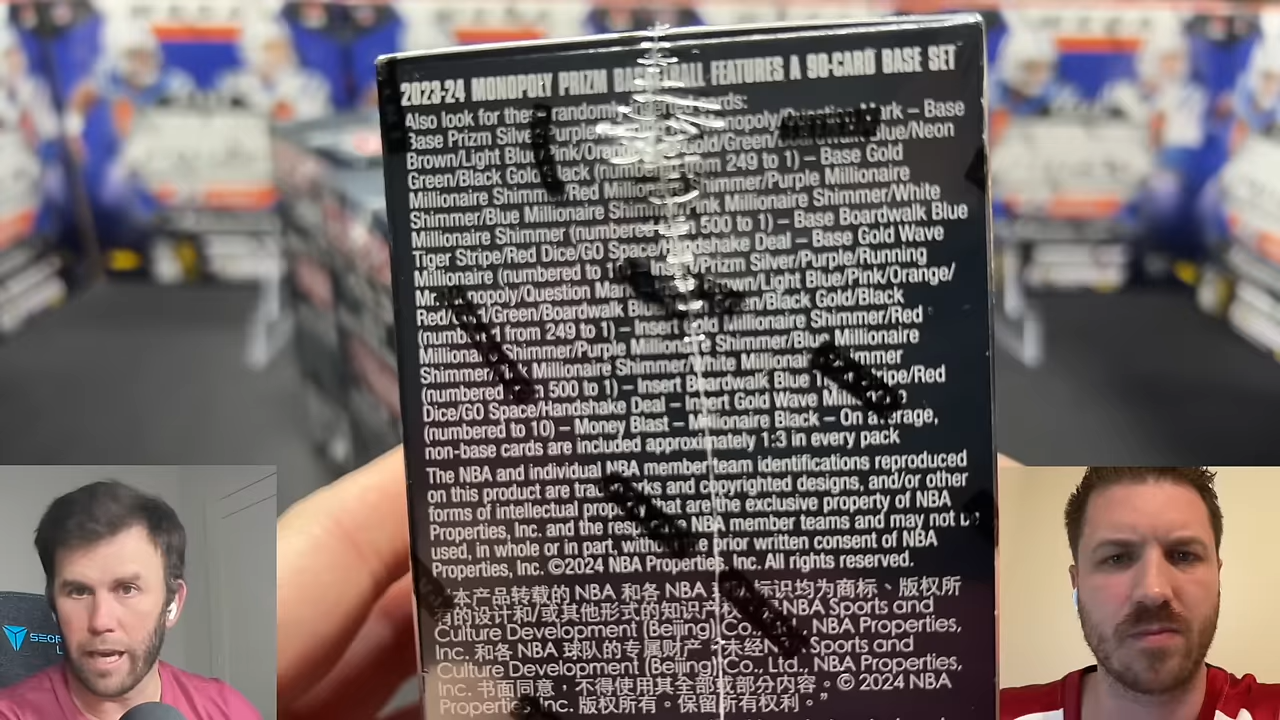 2023-24 MONOPOLY PRIZM BASKETBALL FEATURES A 90-CARD BASE SET
Also look for these randomly inserted cards:
Base Prizm Silver/Purple Monopoly/Question Mark – Base
Brown/Light Blue/Pink/Orange Gold/Green/Boardwalk Blue/Neon
Green/Black Gold/Black (numbered from 249 to 1) – Base Gold
Millionaire Shimmer/Red Millionaire Shimmer/Purple Millionaire
Shimmer/Blue Millionaire Shimmer/Pink Millionaire Shimmer/White
Millionaire Shimmer (numbered from 500 to 1) – Base Boardwalk Blue
Tiger Stripe/Red Dice/GO Space/Handshake Deal – Base Gold Wave
Millionaire (numbered to 10) – Insert Prizm Silver/Purple/Running
Mr. Monopoly/Question Mark Brown/Light Blue/Pink/Orange/
Red/Gold/Green/Boardwalk Blue Green/Black Gold/Black
(numbered from 249 to 1) – Insert Gold Millionaire Shimmer/Red
Millionaire Shimmer/Purple Millionaire Shimmer/Blue Millionaire
Shimmer/Pink Millionaire Shimmer/White Millionaire Shimmer
(numbered from 500 to 1) – Insert Boardwalk Blue Tiger Stripe/Red
Dice/GO Space/Handshake Deal – Insert Gold Wave Millionaire
(numbered to 10) – Money Blast – Millionaire Black – On average,
non-base cards are included approximately 1:3 in every pack
The NBA and individual NBA member team identifications reproduced
on this product are trademarks and copyrighted designs, and/or other
forms of intellectual property that are the exclusive property of NBA
Properties, Inc. and the respective NBA member teams and may not be
used, in whole or in part, without the prior written consent of NBA
Properties, Inc. ©2024 NBA Properties, Inc. All rights reserved.
“本产品转载的 NBA 和各 NBA 球队标识均为商标、版权所
有的设计和/或其他形式的知识产权 NBA Sports and
Culture Development (Beijing) Co., Ltd., NBA Properties,
Inc. 和各 NBA 球队的专属财产，未经NBA Sports and
Culture Development (Beijing) Co., Ltd., NBA Properties,
Inc. 书面同意，不得使用其全部或部分内容。© 2024 NBA
Properties, Inc. 版权所有。保留所有权利。”